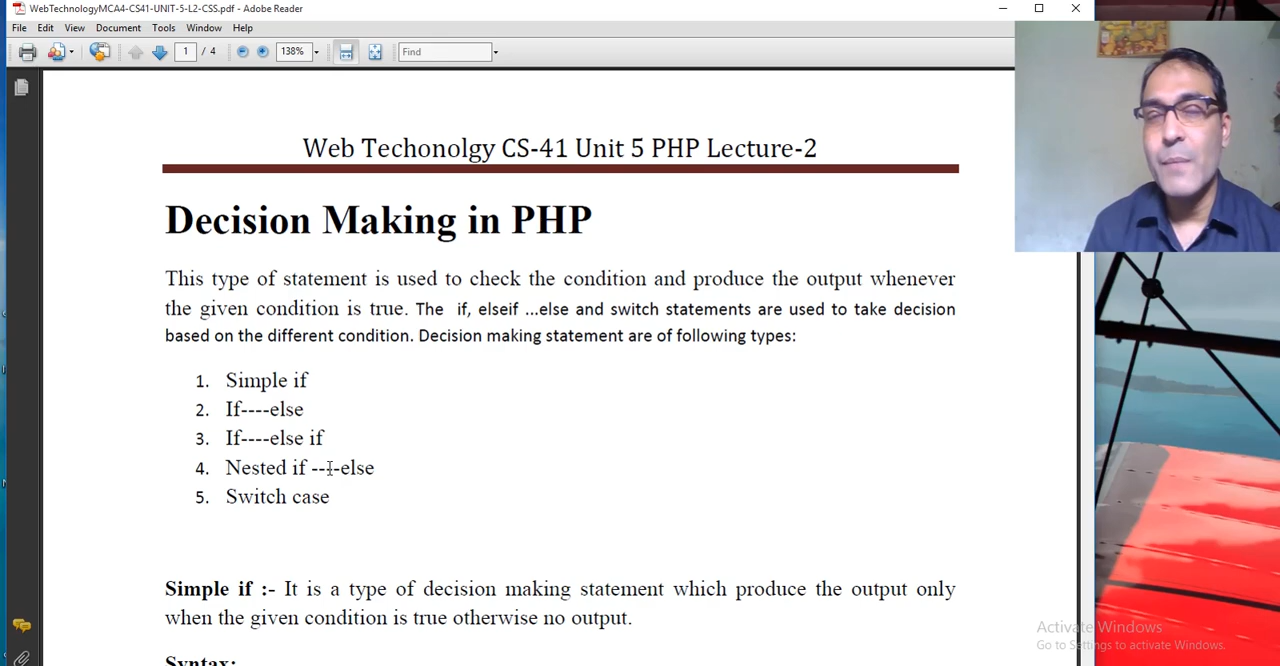 WebTechnologyMCA4-CS41-UNIT-5-L2-CSS.pdf - Adobe Reader
File Edit View Document Tools Window Help
1 / 4 138% Find
Web Techonolgy CS-41 Unit 5 PHP Lecture-2
Decision Making in PHP
This type of statement is used to check the condition and produce the output whenever
the given condition is true. The if, elseif ...else and switch statements are used to take decision
based on the different condition. Decision making statement are of following types:
1. Simple if
2. If----else
3. If----else if
4. Nested if ----else
5. Switch case
Simple if :- It is a type of decision making statement which produce the output only
when the given condition is true otherwise no output.
Syntax:
Activate Windows
Go to Settings to activate Windows.